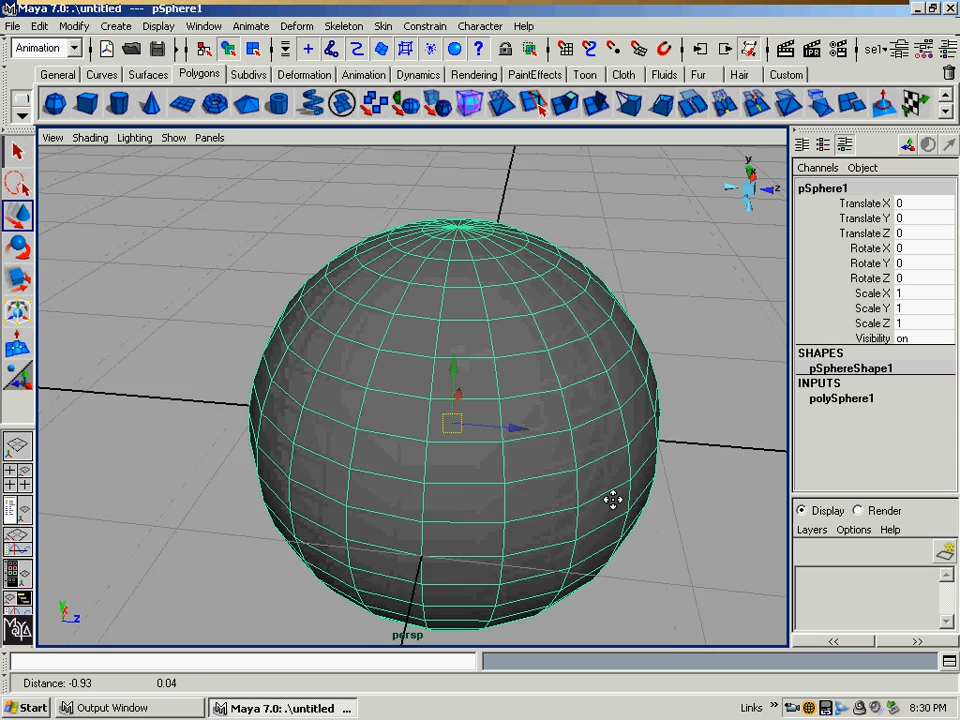 Maya 7.0: .\untitled --- pSphere1
File Edit Modify Create Display Window Animate Deform Skeleton Skin Constrain Character Help
Animation
sel
General Curves Surfaces Polygons Subdivs Deformation Animation Dynamics Rendering PaintEffects Toon Cloth Fluids Fur Hair Custom
View Shading Lighting Show Panels
Channels Object
pSphere1
Translate X 0
Translate Y 0
Translate Z 0
Rotate X 0
Rotate Y 0
Rotate Z 0
Scale X 1
Scale Y 1
Scale Z 1
Visibility on
SHAPES
pSphereShape1
INPUTS
polySphere1
y
x
z
Display Render
Layers Options Help
y
z
persp
MAYA
<< >>
Distance: -0.93 0.04
Start Output Window Maya 7.0: .\untitled ... Links » 8:30 PM